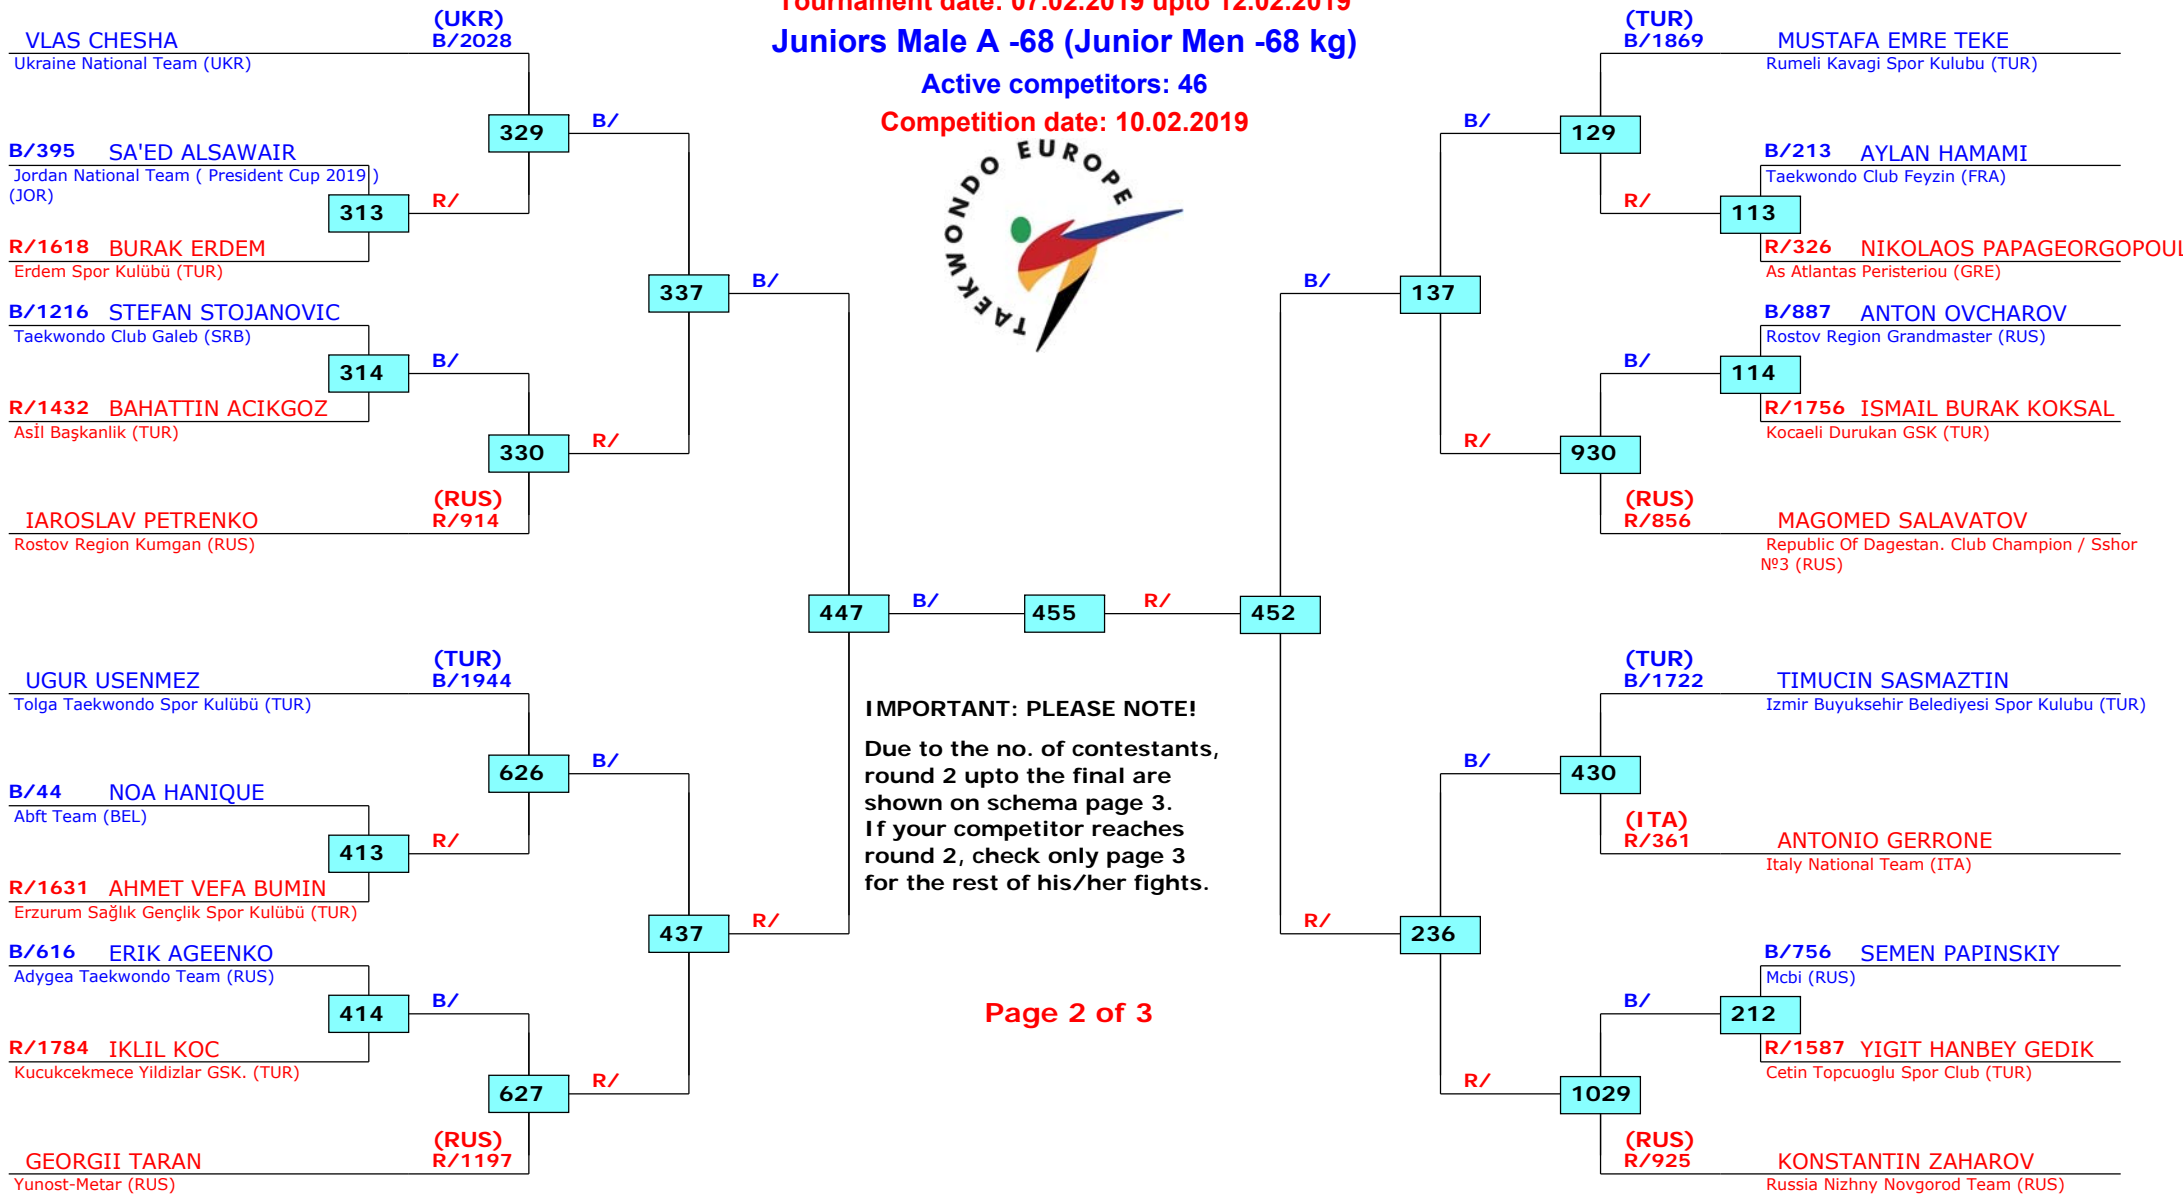 Tournament date: 07.02.2019 upto 12.02.2019
Juniors Male A -68 (Junior Men -68 kg)
Active competitors: 46
Competition date: 10.02.2019
TAEKWONDO EUROPE
(UKR)
VLAS CHESHA B/2028
Ukraine National Team (UKR)
329 B/
B/395 SA'ED ALSAWAIR
Jordan National Team ( President Cup 2019 )
(JOR)
313 R/
R/1618 BURAK ERDEM
Erdem Spor Kulübü (TUR)
337 B/
B/1216 STEFAN STOJANOVIC
Taekwondo Club Galeb (SRB)
314 B/
R/1432 BAHATTIN ACIKGOZ
Asİl Başkanlik (TUR)
330 R/
(RUS)
IAROSLAV PETRENKO R/914
Rostov Region Kumgan (RUS)
447 B/ 455 R/ 452
(TUR)
UGUR USENMEZ B/1944
Tolga Taekwondo Spor Kulübü (TUR)
626 B/
B/44 NOA HANIQUE
Abft Team (BEL)
413 R/
R/1631 AHMET VEFA BUMIN
Erzurum Sağlık Gençlik Spor Kulübü (TUR)
437 R/
B/616 ERIK AGEENKO
Adygea Taekwondo Team (RUS)
414 B/
R/1784 IKLIL KOC
Kucukcekmece Yildizlar GSK. (TUR)
627 R/
(RUS)
GEORGII TARAN R/1197
Yunost-Metar (RUS)
IMPORTANT: PLEASE NOTE!
Due to the no. of contestants,
round 2 upto the final are
shown on schema page 3.
If your competitor reaches
round 2, check only page 3
for the rest of his/her fights.
Page 2 of 3
(TUR)
B/1869 MUSTAFA EMRE TEKE
Rumeli Kavagi Spor Kulubu (TUR)
B/ 129
B/213 AYLAN HAMAMI
Taekwondo Club Feyzin (FRA)
R/ 113
R/326 NIKOLAOS PAPAGEORGOPOUL
As Atlantas Peristeriou (GRE)
B/ 137
B/887 ANTON OVCHAROV
Rostov Region Grandmaster (RUS)
B/ 114
R/1756 ISMAIL BURAK KOKSAL
Kocaeli Durukan GSK (TUR)
R/ 930
(RUS)
R/856 MAGOMED SALAVATOV
Republic Of Dagestan. Club Champion / Sshor
№3 (RUS)
(TUR)
B/1722 TIMUCIN SASMAZTIN
Izmir Buyuksehir Belediyesi Spor Kulubu (TUR)
B/ 430
(ITA)
R/361 ANTONIO GERRONE
Italy National Team (ITA)
R/ 236
B/756 SEMEN PAPINSKIY
Mcbi (RUS)
B/ 212
R/1587 YIGIT HANBEY GEDIK
Cetin Topcuoglu Spor Club (TUR)
R/ 1029
(RUS)
R/925 KONSTANTIN ZAHAROV
Russia Nizhny Novgorod Team (RUS)